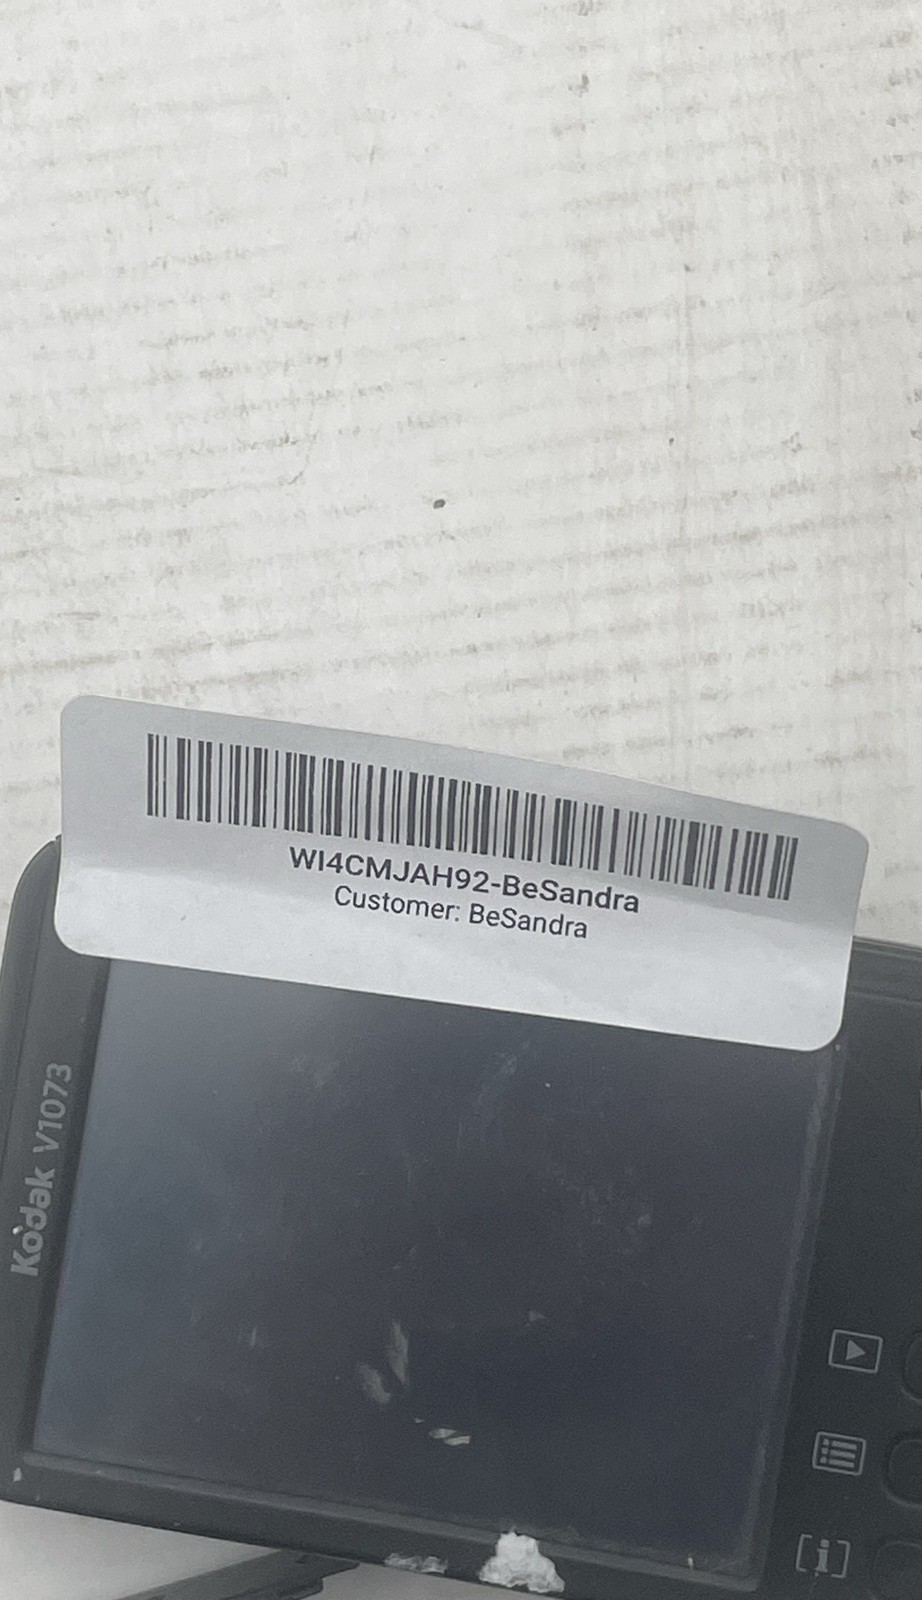 WI4CMJAH92-BeSandra
Customer: BeSandra
Kodak V1073
[i]